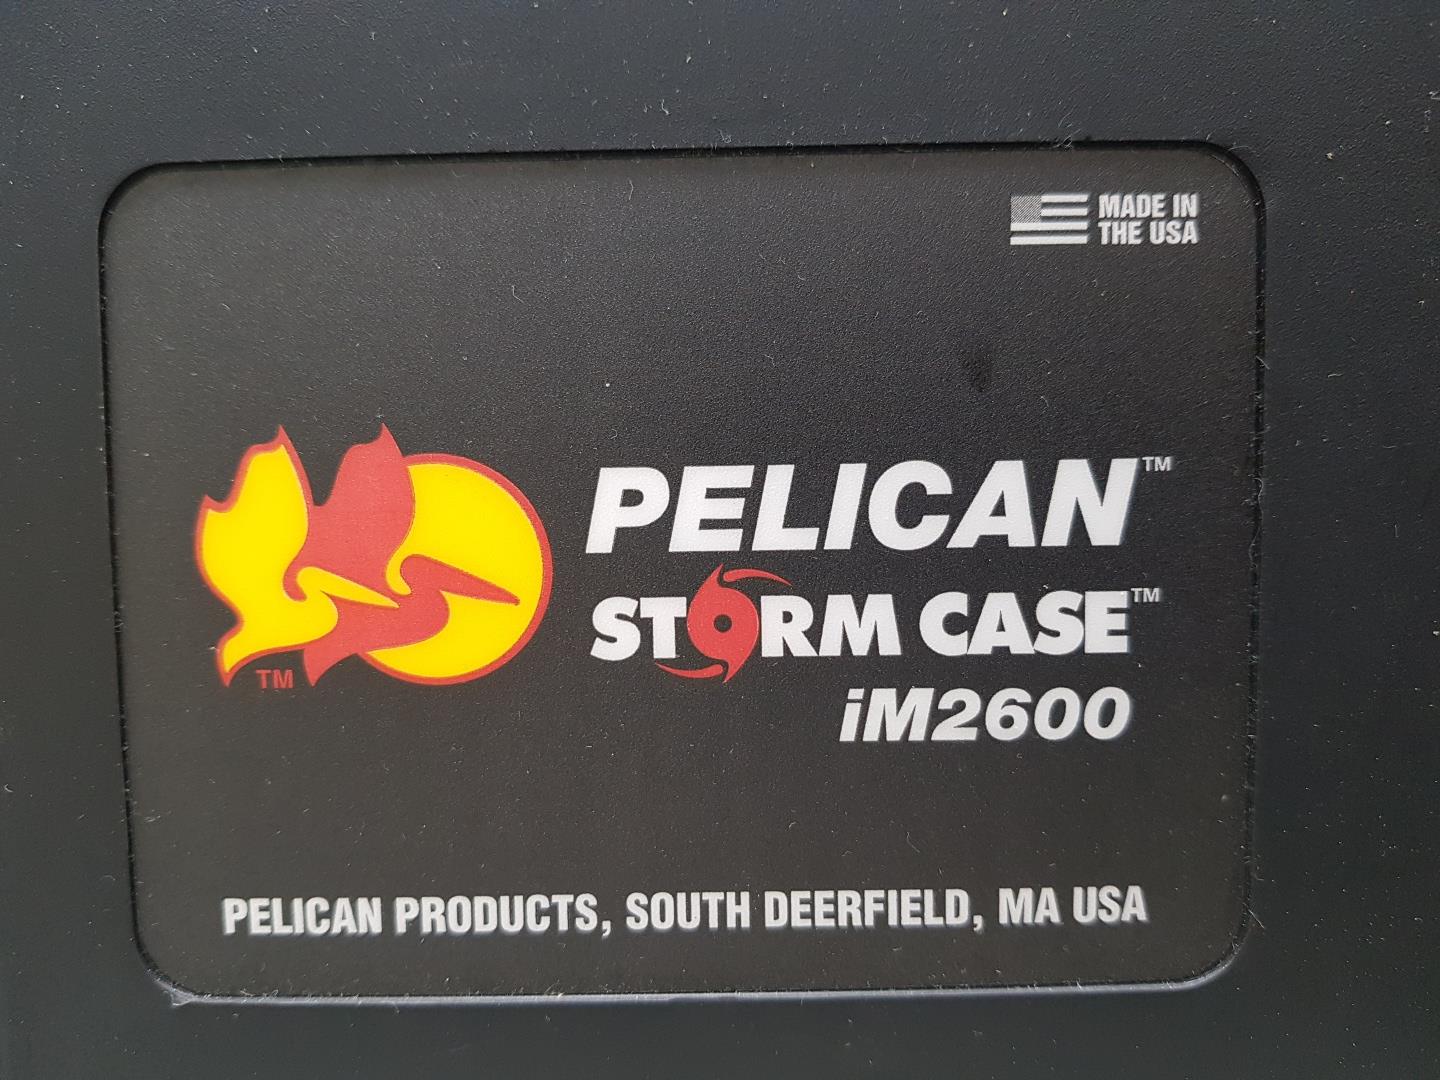 MADE IN
THE USA
PELICAN™
STORM CASE™
iM2600
TM
PELICAN PRODUCTS, SOUTH DEERFIELD, MA USA